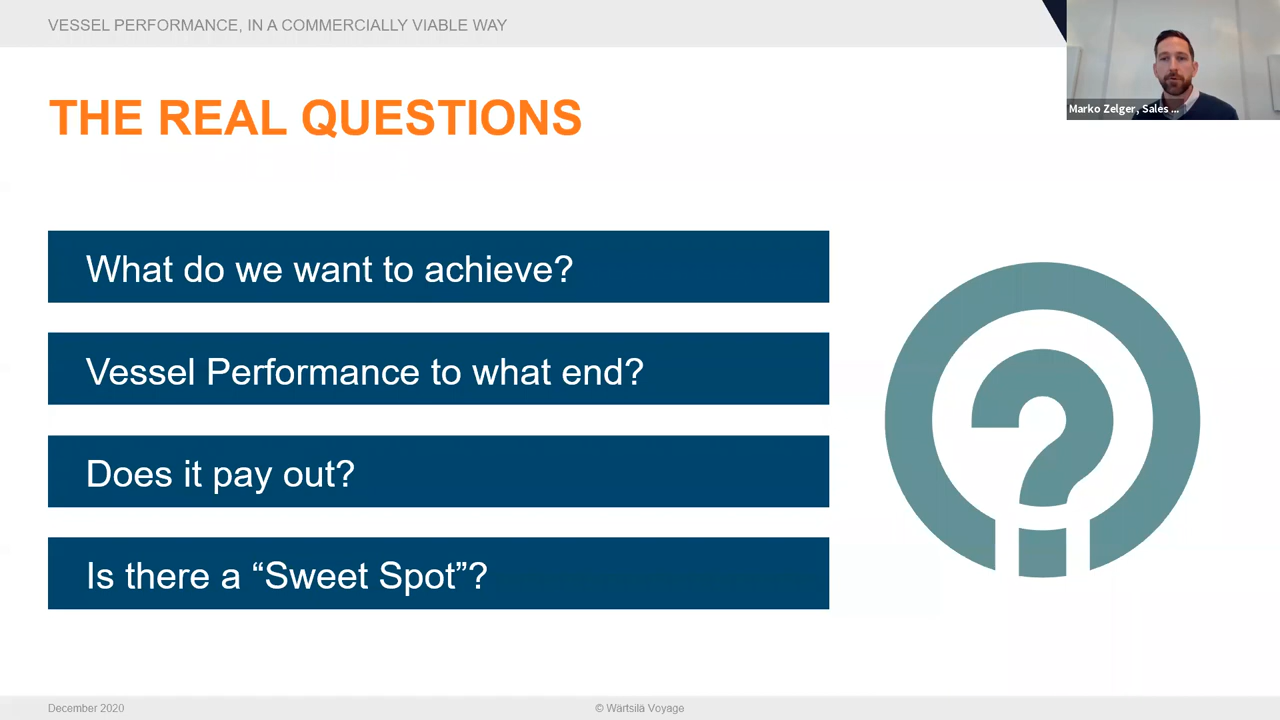 VESSEL PERFORMANCE, IN A COMMERCIALLY VIABLE WAY
Marko Zelger, Sales ...
THE REAL QUESTIONS
What do we want to achieve?
Vessel Performance to what end?
Does it pay out?
Is there a “Sweet Spot”?
December 2020
© Wärtsilä Voyage